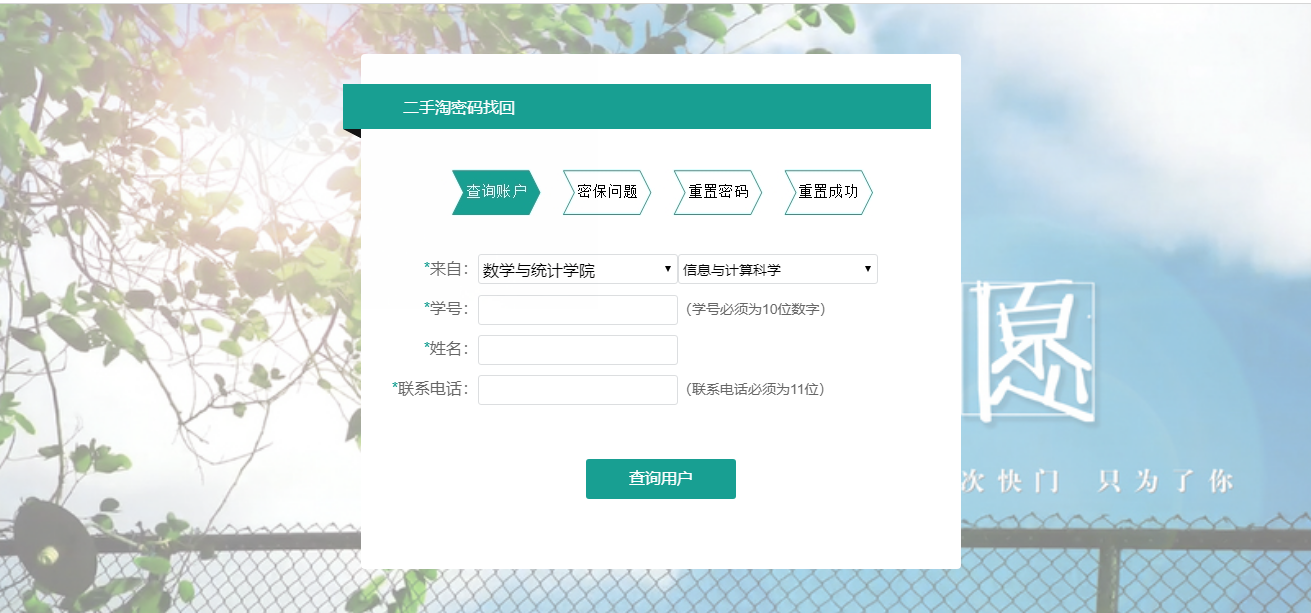 二手淘密码找回
查询账户 密保问题 重置密码 重置成功
*来自： 数学与统计学院 信息与计算科学
*学号： （学号必须为10位数字）
*姓名：
*联系电话： （联系电话必须为11位）
愿
次快门 只为了你
查询用户